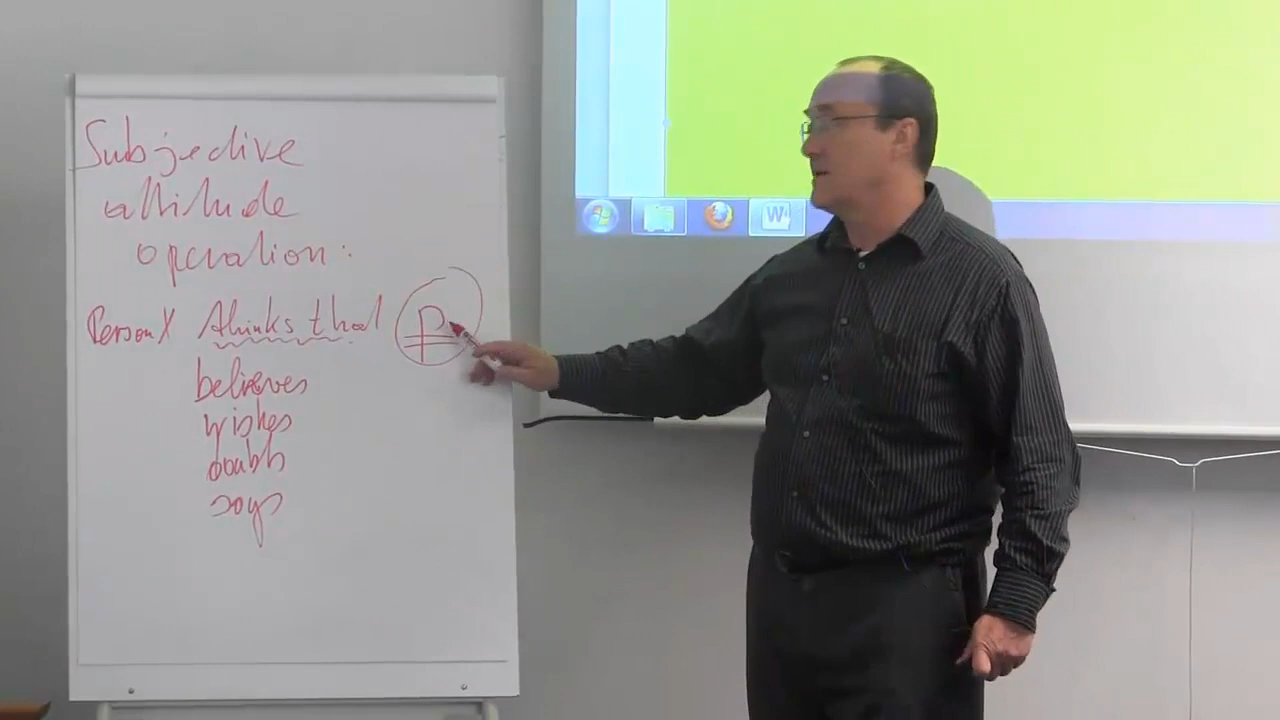 Subjective
attitude
operation:
Person X thinks that P
believes
wishes
doubts
says
W